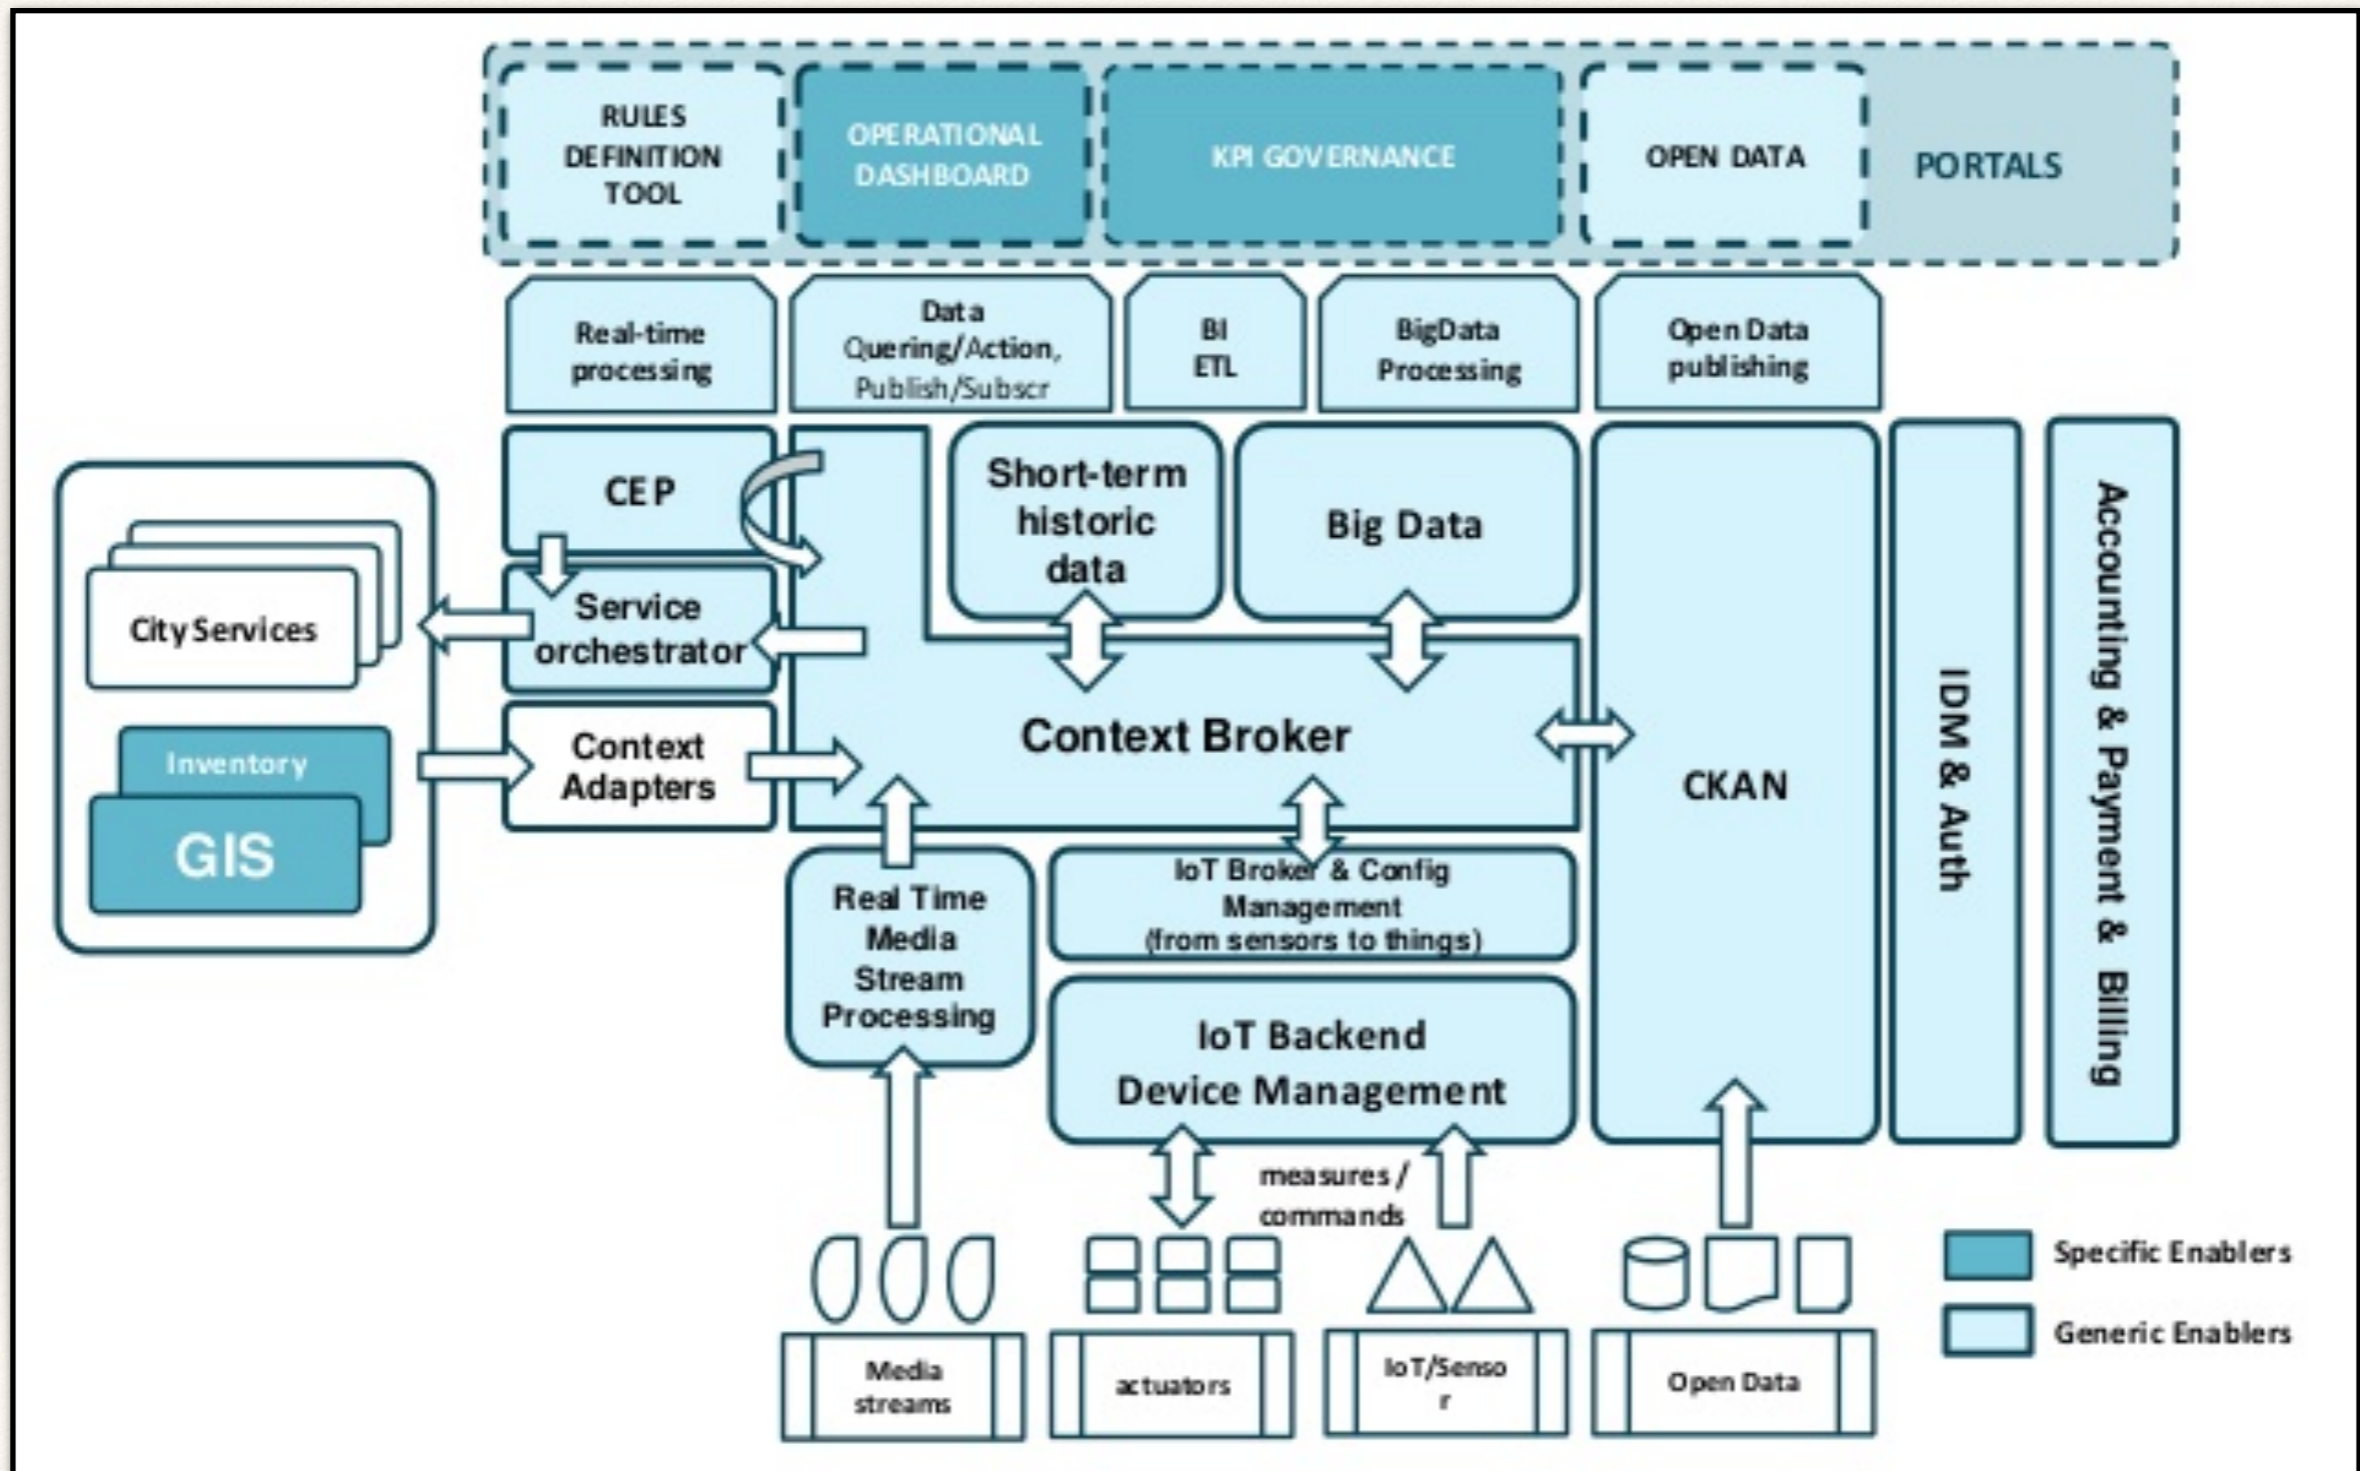 RULES
DEFINITION
TOOL
OPERATIONAL
DASHBOARD
KPI GOVERNANCE
OPEN DATA
PORTALS
Real-time
processing
Data
Quering/Action,
Publish/Subscr
BI
ETL
BigData
Processing
Open Data
publishing
CEP
Short-term
historic
data
Big Data
City Services
Service
orchestrator
Inventory
GIS
Context
Adapters
Context Broker
CKAN
IDM & Auth
Accounting & Payment & Billing
Real Time
Media
Stream
Processing
IoT Broker & Config
Management
(from sensors to things)
IoT Backend
Device Management
measures /
commands
Media
streams
actuators
IoT/Senso
r
Open Data
Specific Enablers
Generic Enablers